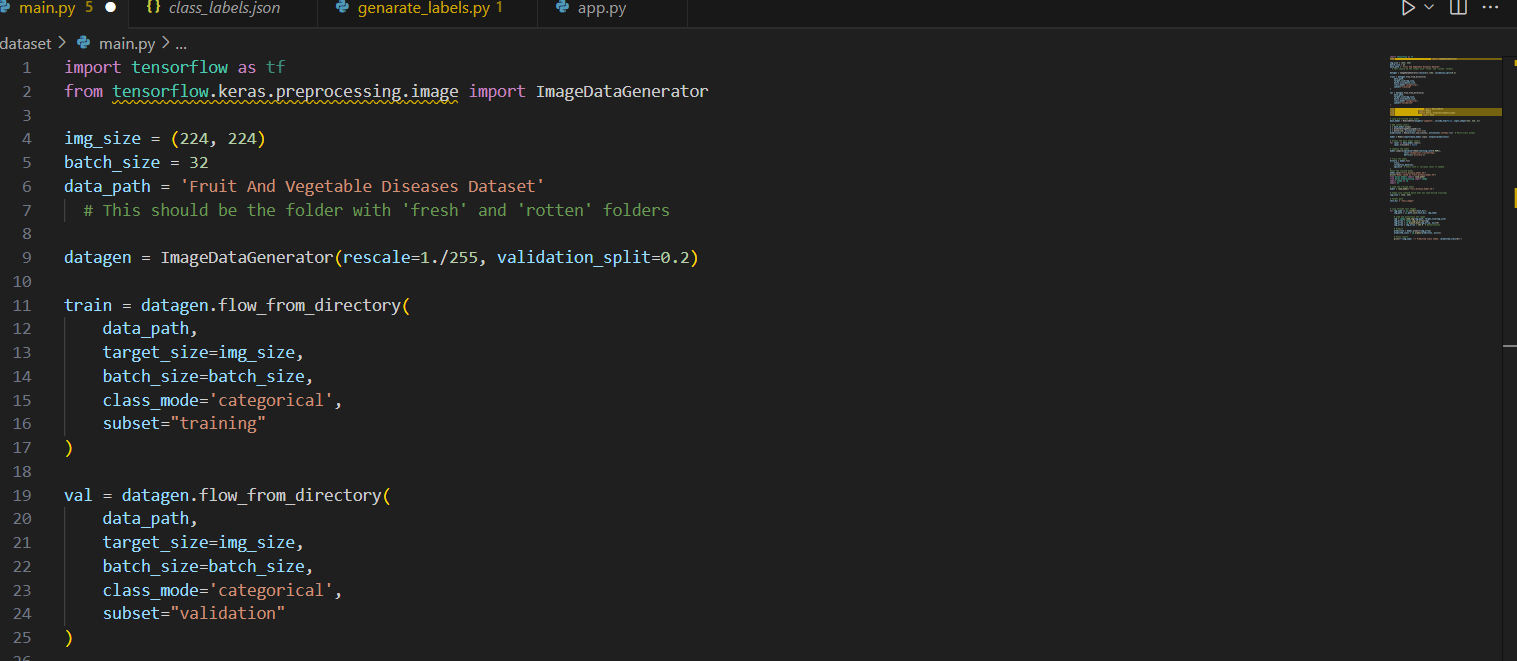 main.py 5
class_labels.json
genarate_labels.py 1
app.py
dataset > main.py > ...
1 import tensorflow as tf
2 from tensorflow.keras.preprocessing.image import ImageDataGenerator
3
4 img_size = (224, 224)
5 batch_size = 32
6 data_path = 'Fruit And Vegetable Diseases Dataset'
7 # This should be the folder with 'fresh' and 'rotten' folders
8
9 datagen = ImageDataGenerator(rescale=1./255, validation_split=0.2)
10
11 train = datagen.flow_from_directory(
12 data_path,
13 target_size=img_size,
14 batch_size=batch_size,
15 class_mode='categorical',
16 subset="training"
17 )
18
19 val = datagen.flow_from_directory(
20 data_path,
21 target_size=img_size,
22 batch_size=batch_size,
23 class_mode='categorical',
24 subset="validation"
25 )
26